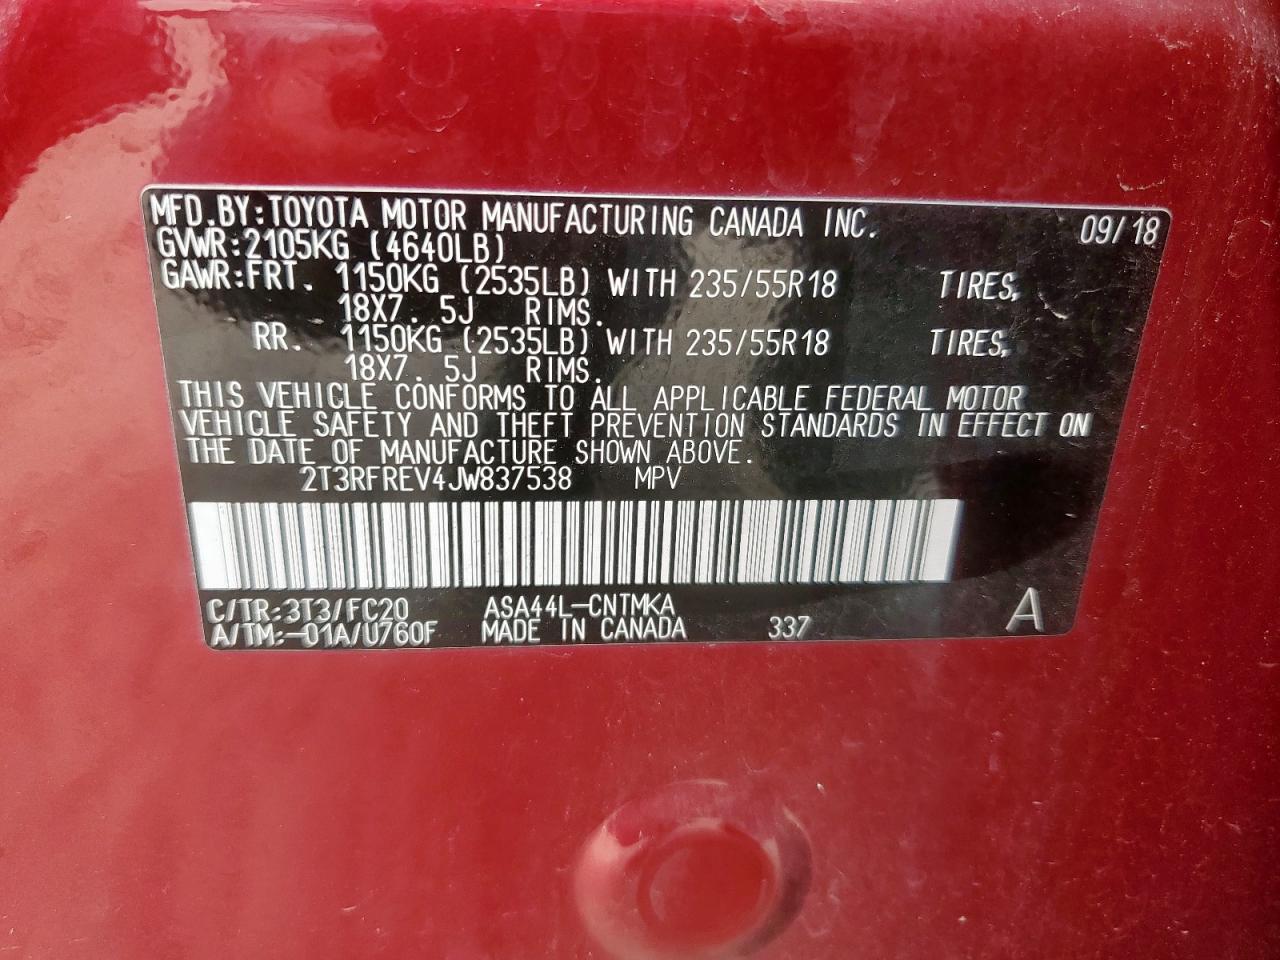 MFD.BY:TOYOTA MOTOR MANUFACTURING CANADA INC. 09/18
GVWR:2105KG (4640LB)
GAWR:FRT. 1150KG (2535LB) WITH 235/55R18 TIRES,
18X7. 5J RIMS.
RR. 1150KG (2535LB) WITH 235/55R18 TIRES,
18X7. 5J RIMS.
THIS VEHICLE CONFORMS TO ALL APPLICABLE FEDERAL MOTOR
VEHICLE SAFETY AND THEFT PREVENTION STANDARDS IN EFFECT ON
THE DATE OF MANUFACTURE SHOWN ABOVE.
2T3RFREV4JW837538 MPV
C/TR:3T3/FC20 ASA44L-CNTMKA
A/TM:-01A/U760F MADE IN CANADA 337 A